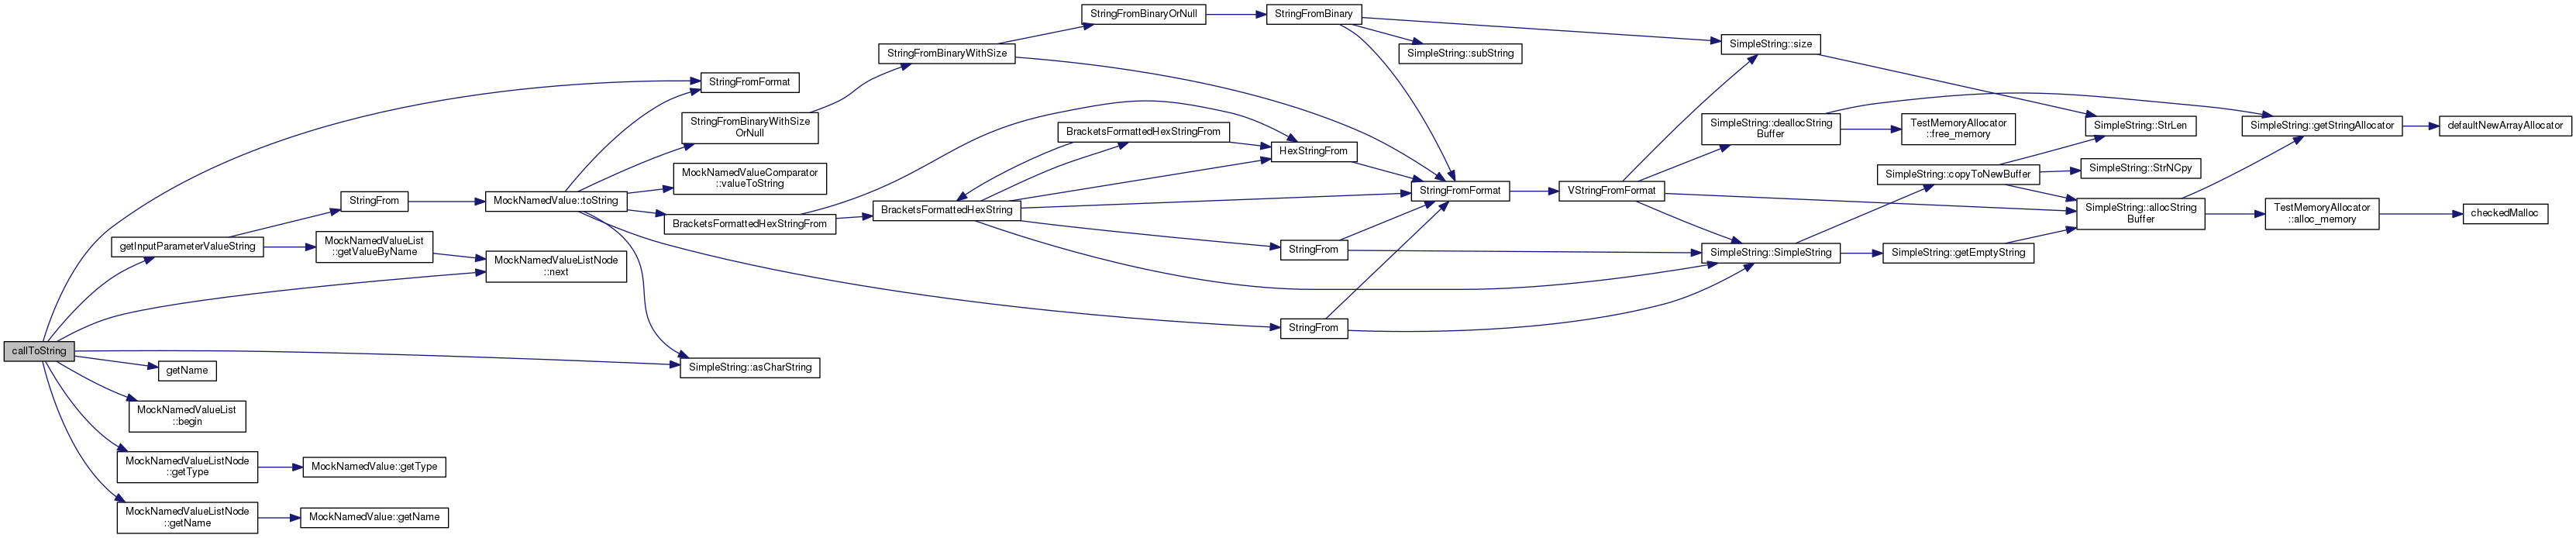 StringFromBinaryOrNull
StringFromBinary
StringFromBinaryWithSize
SimpleString::subString
SimpleString::size
StringFromFormat
StringFromBinaryWithSize
OrNull
BracketsFormattedHexStringFrom
SimpleString::deallocString
Buffer
TestMemoryAllocator
::free_memory
SimpleString::StrLen
SimpleString::getStringAllocator
defaultNewArrayAllocator
HexStringFrom
MockNamedValueComparator
::valueToString
SimpleString::copyToNewBuffer
SimpleString::StrNCpy
StringFrom
MockNamedValue::toString
StringFromFormat
VStringFromFormat
BracketsFormattedHexString
SimpleString::allocString
Buffer
TestMemoryAllocator
::alloc_memory
checkedMalloc
BracketsFormattedHexStringFrom
getInputParameterValueString
MockNamedValueList
::getValueByName
StringFrom
SimpleString::SimpleString
SimpleString::getEmptyString
MockNamedValueListNode
::next
StringFrom
callToString
SimpleString::asCharString
getName
MockNamedValueList
::begin
MockNamedValueListNode
::getType
MockNamedValue::getType
MockNamedValueListNode
::getName
MockNamedValue::getName